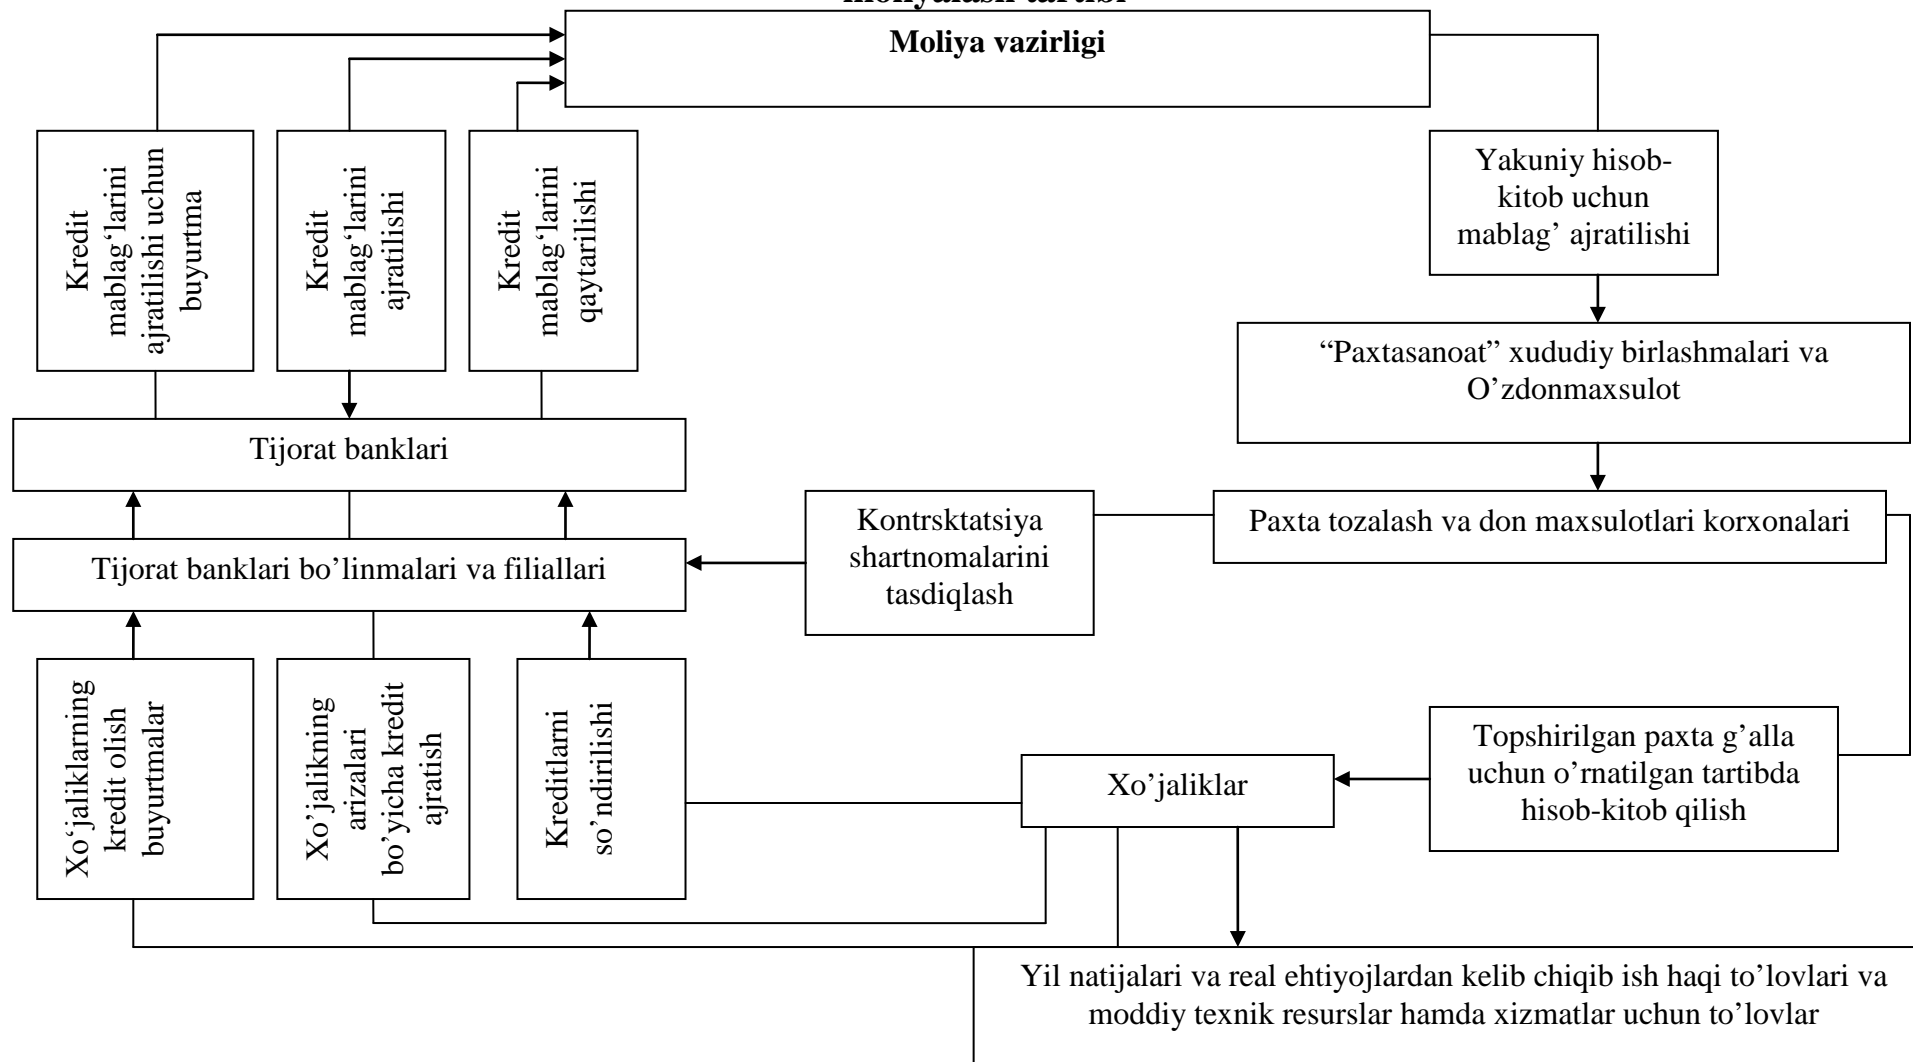 moliyalash tartibi
Moliya vazirligi
Kredit
mablag‘larini
ajratilishi uchun
buyurtma
Kredit
mablag‘larini
ajratilishi
Kredit
mablag‘larini
qaytarilishi
Yakuniy hisob-
kitob uchun
mablag’ ajratilishi
“Paxtasanoat” xududiy birlashmalari va
O’zdonmaxsulot
Tijorat banklari
Kontrsktatsiya
shartnomalarini
tasdiqlash
Paxta tozalash va don maxsulotlari korxonalari
Tijorat banklari bo’linmalari va filiallari
Xo‘jaliklarning
kredit olish
buyurtmalar
Xo’jalikning
arizalari
bo’yicha kredit
ajratish
Kreditlarni
so’ndirilishi
Xo’jaliklar
Topshirilgan paxta g’alla
uchun o’rnatilgan tartibda
hisob-kitob qilish
Yil natijalari va real ehtiyojlardan kelib chiqib ish haqi to’lovlari va
moddiy texnik resurslar hamda xizmatlar uchun to’lovlar